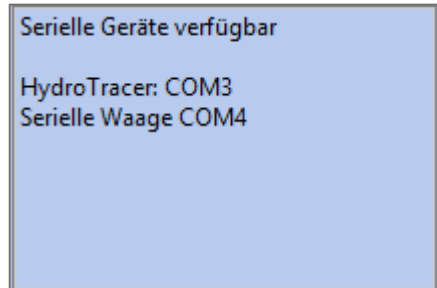 Serielle Geräte verfügbar
HydroTracer: COM3
Serielle Waage COM4